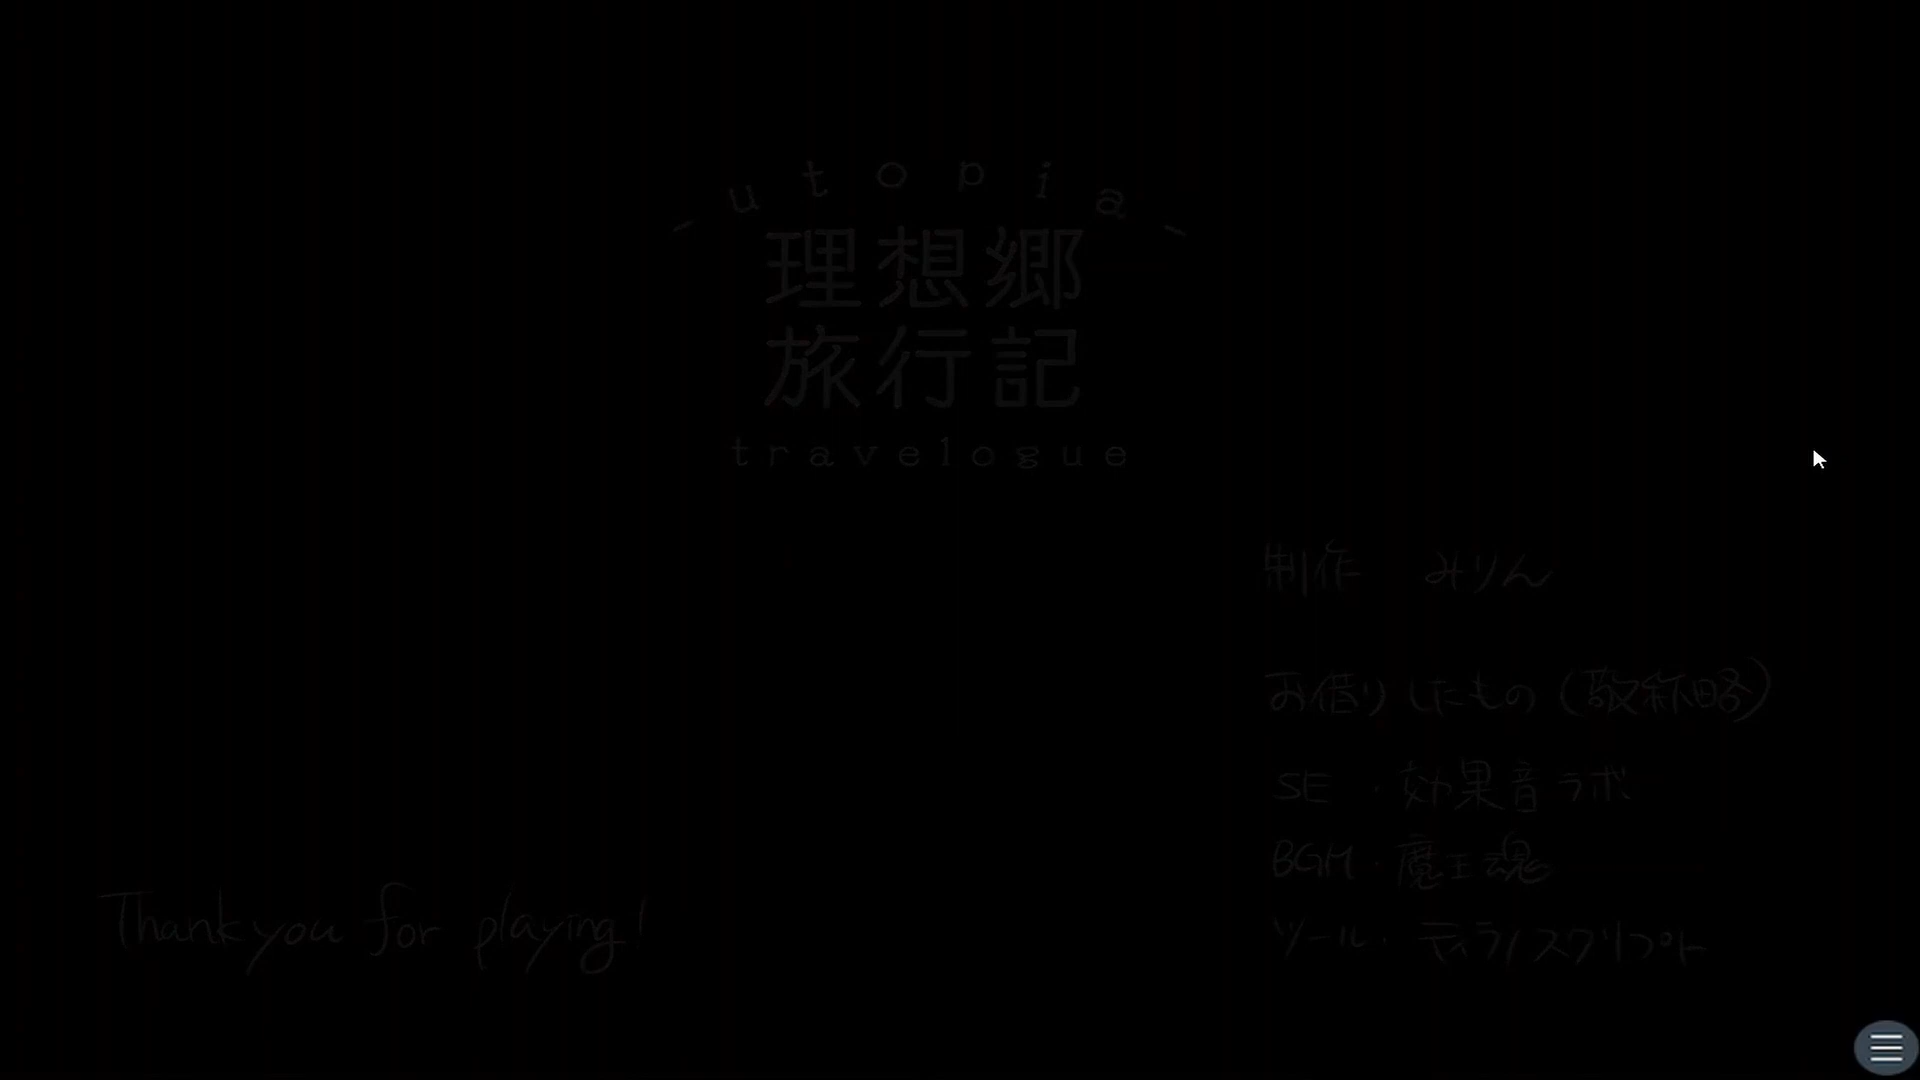 - utopia -
理想郷
旅行記
travelogue
制作 みりん
お借りしたもの（敬称略）
SE ・効果音ラボ
BGM・魔王魂
ツール・ティラノスクリプト
Thank you for playing!